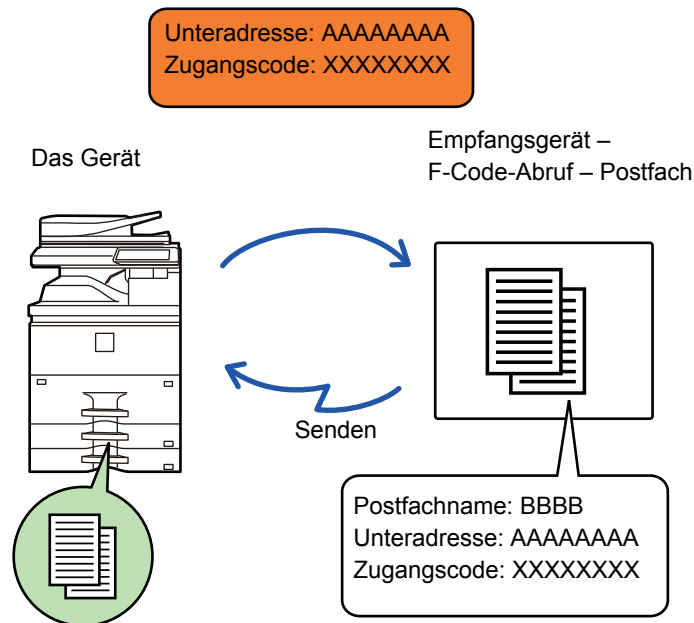 Unteradresse: AAAAAAAA
Zugangscode: XXXXXXXX
Das Gerät
Empfangsgerät –
F-Code-Abruf – Postfach
Senden
Postfachname: BBBB
Unteradresse: AAAAAAAA
Zugangscode: XXXXXXXX